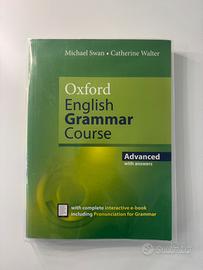 Michael Swan • Catherine Walter
Oxford
English
Grammar
Course
Advanced
with answers
with complete interactive e-book
including Pronunciation for Grammar
subito